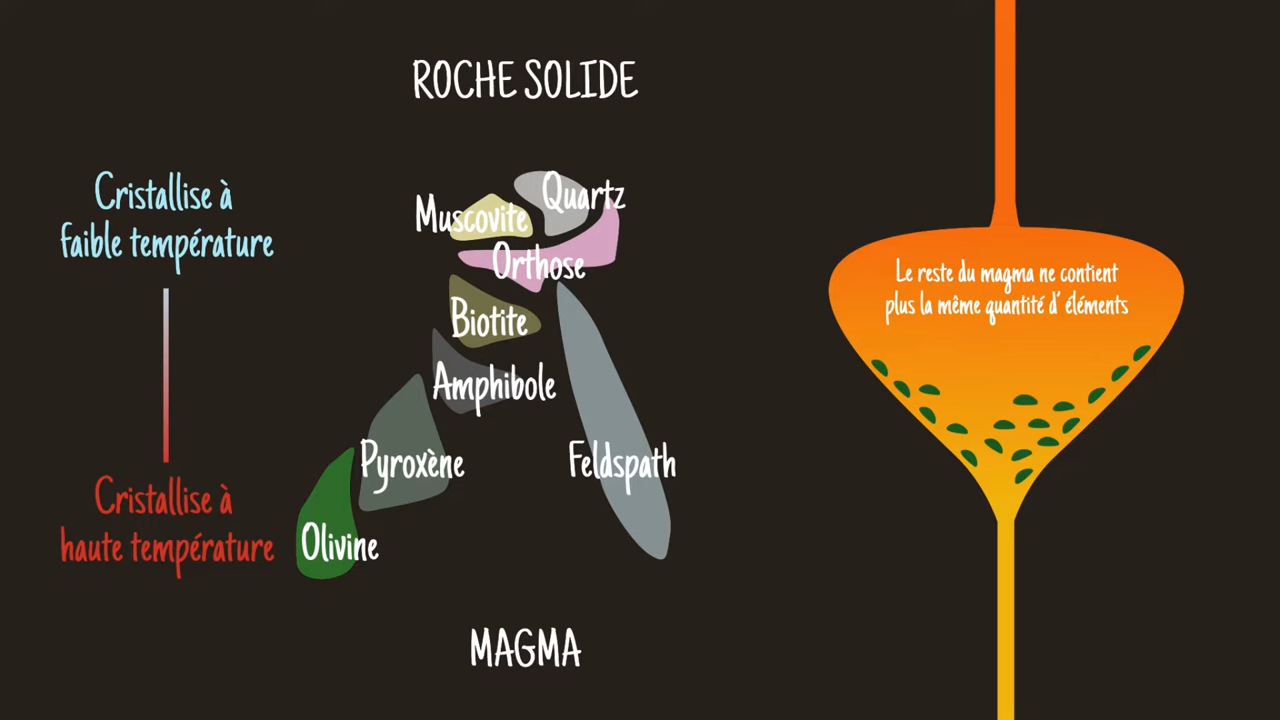 ROCHE SOLIDE
Cristallise à
faible température
Cristallise à
haute température
Quartz
Muscovite
Orthose
Biotite
Amphibole
Pyroxène
Feldspath
Olivine
MAGMA
Le reste du magma ne contient
plus la même quantité d' éléments